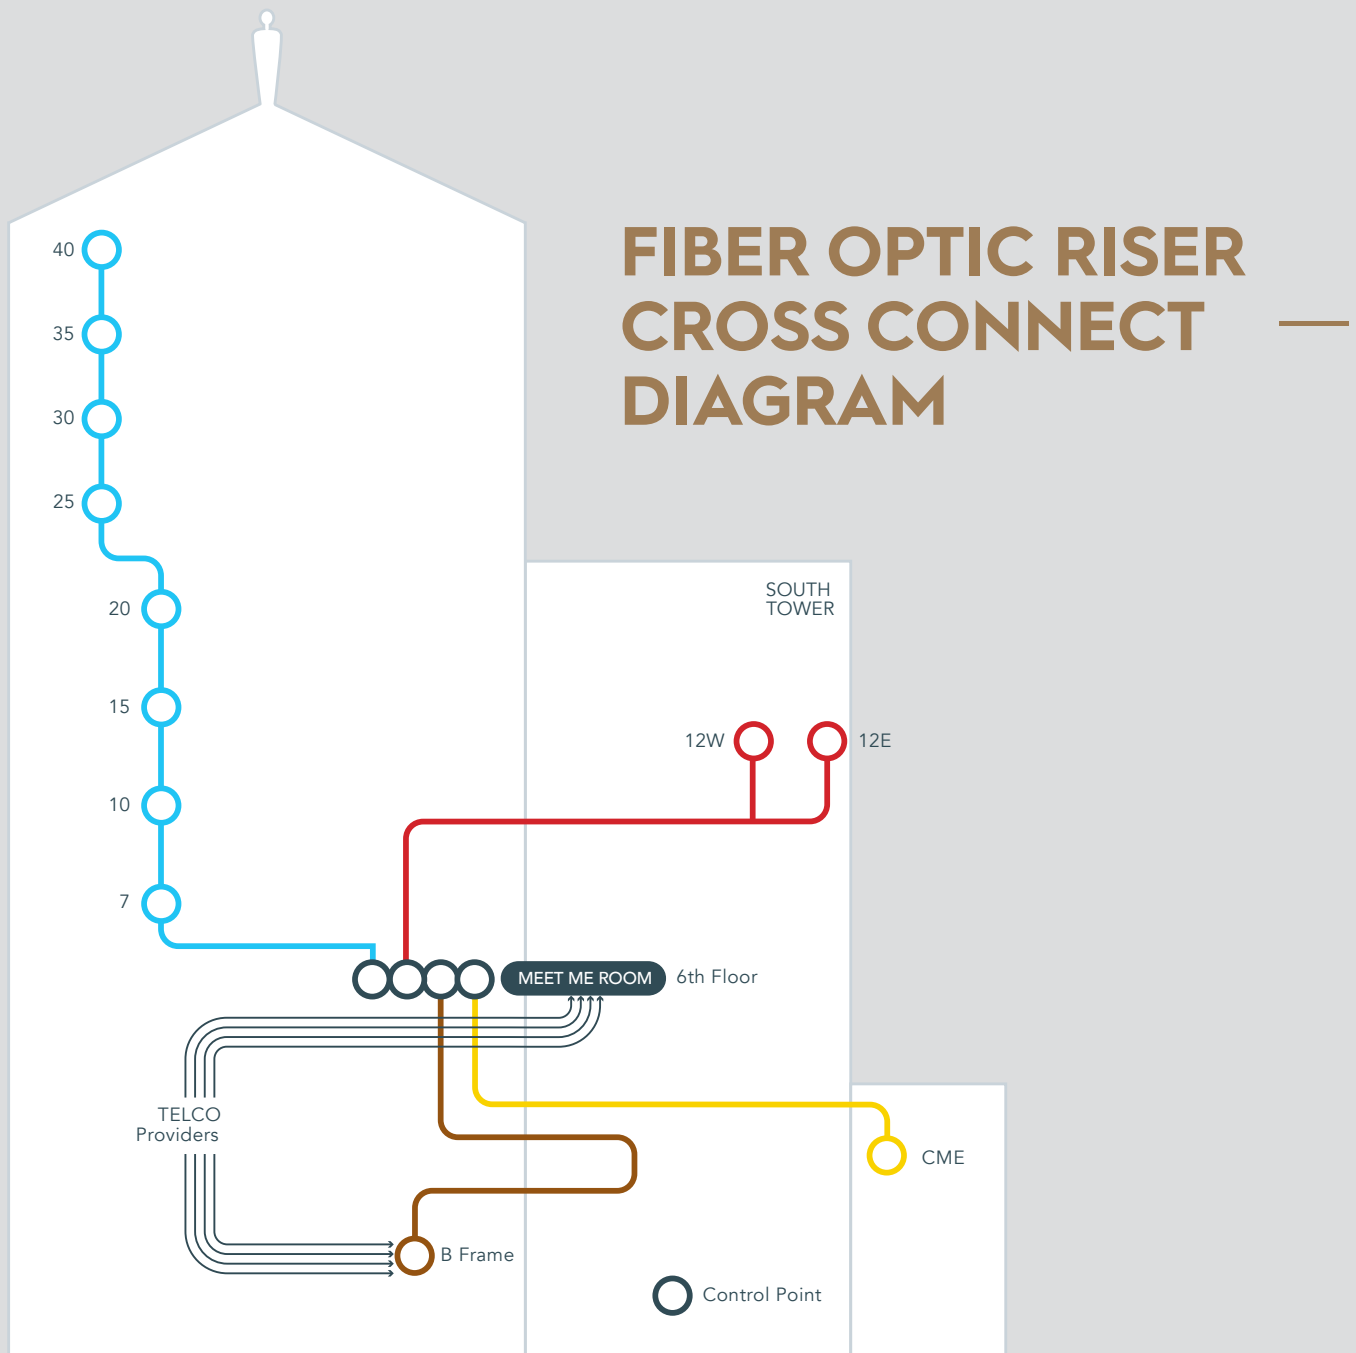 FIBER OPTIC RISER
CROSS CONNECT
DIAGRAM
40
35
30
25
20
15
10
7
SOUTH
TOWER
12W
12E
MEET ME ROOM
6th Floor
TELCO
Providers
CME
B Frame
Control Point